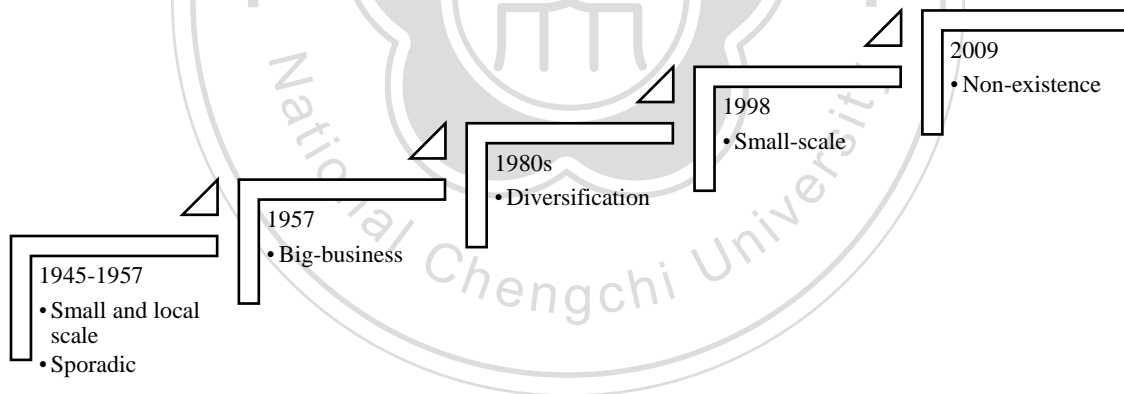 1945-1957
• Small and local
scale
• Sporadic
1957
• Big-business
1980s
• Diversification
1998
• Small-scale
2009
• Non-existence
National Chengchi University